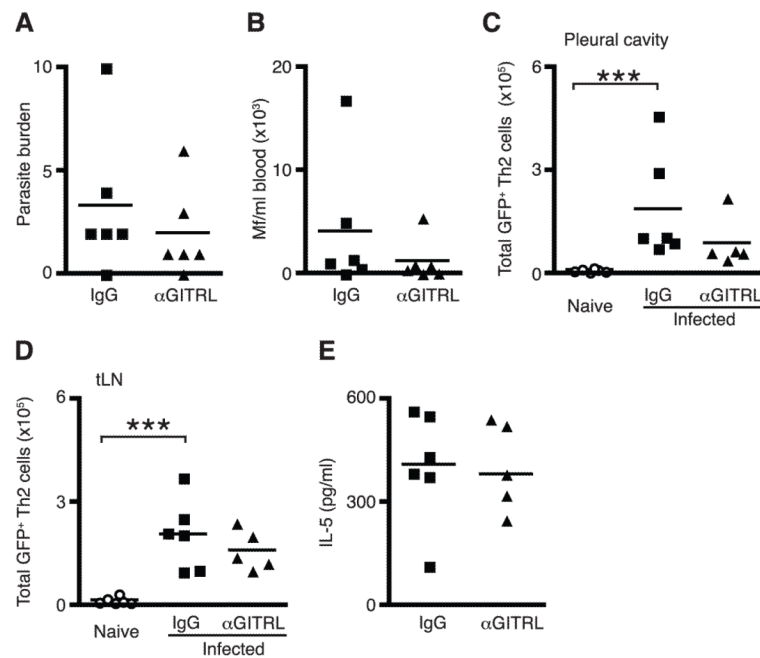 A
Parasite burden
10
5
0
IgG
αGITRL
B
Mf/ml blood (x10³)
20
10
0
IgG
αGITRL
C
Pleural cavity
Total GFP⁺ Th2 cells (x10⁵)
6
3
0
***
Naive
IgG
αGITRL
Infected
D
tLN
Total GFP⁺ Th2 cells (x10⁵)
6
3
0
***
Naive
IgG
αGITRL
Infected
E
IL-5 (pg/ml)
600
300
0
IgG
αGITRL